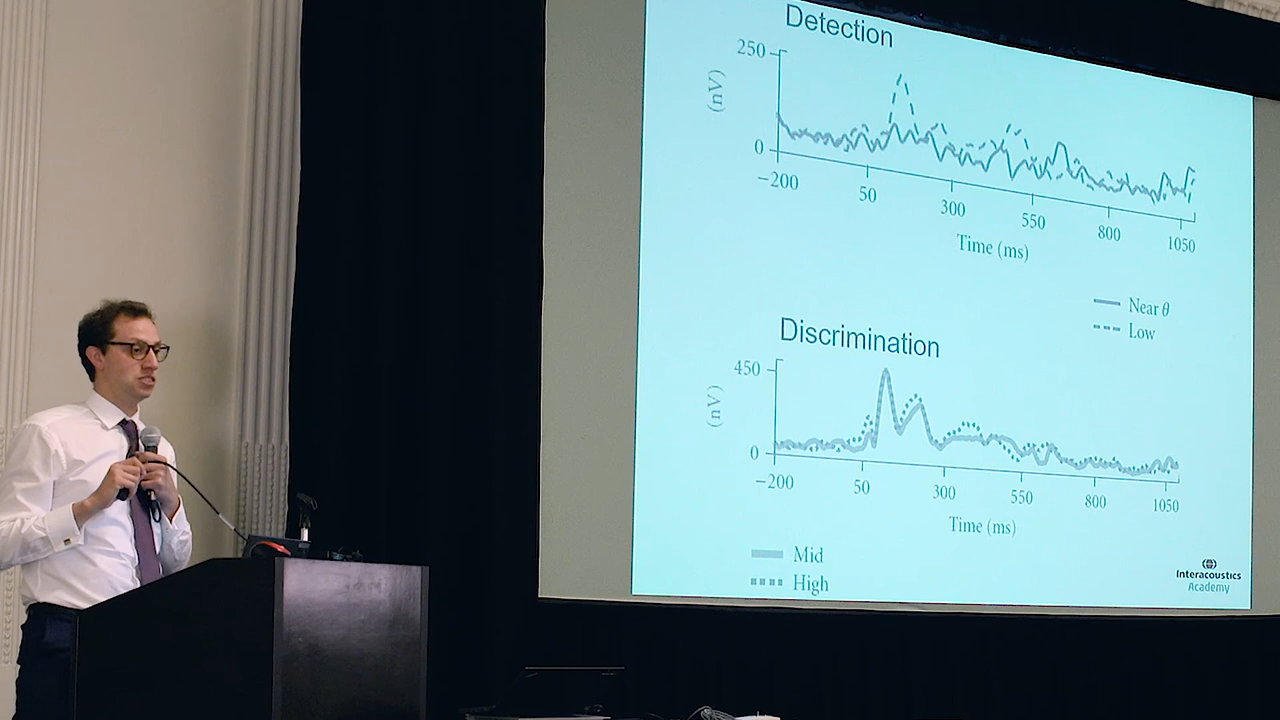 Detection
250
(nV)
0
−200
50
300
550
800
1050
Time (ms)
Near θ
Low
Discrimination
450
(nV)
0
−200
50
300
550
800
1050
Time (ms)
Mid
High
Interacoustics
Academy